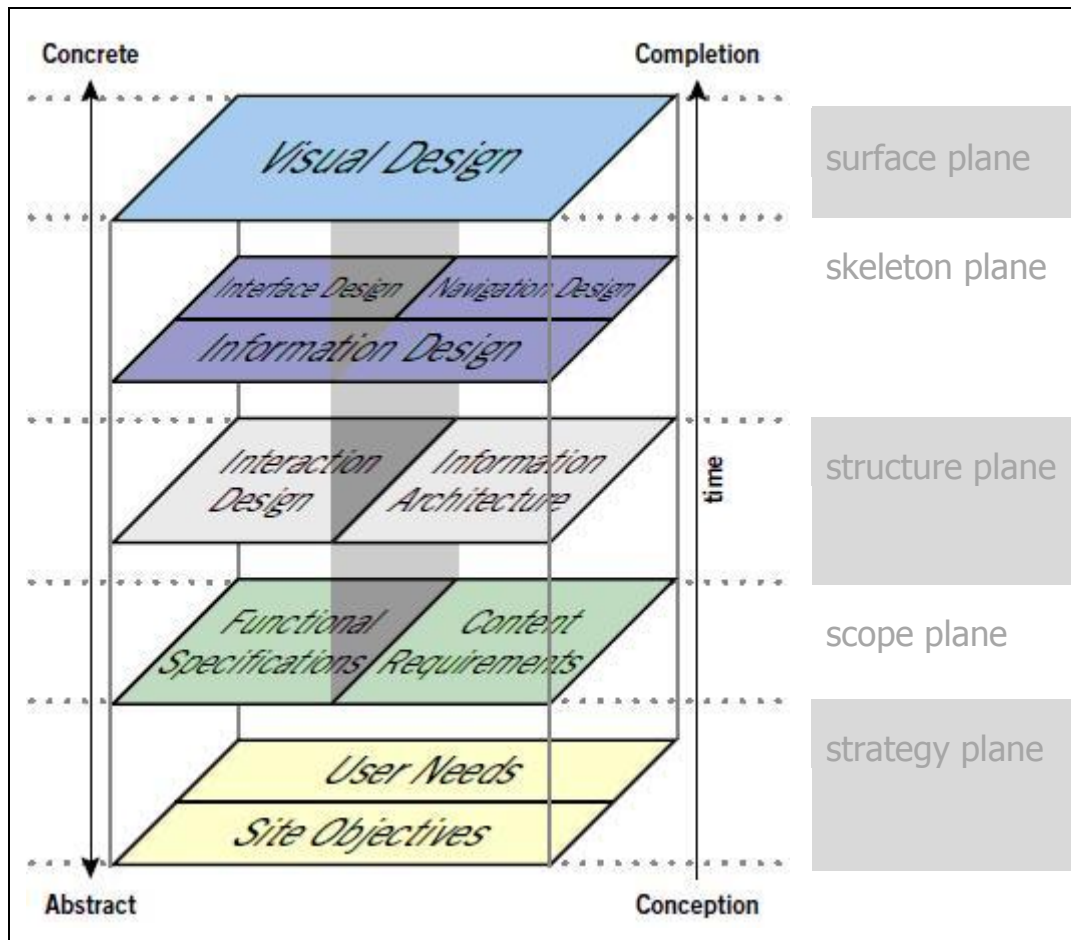 Concrete
Completion
Visual Design
surface plane
Interface Design
Navigation Design
skeleton plane
Information Design
Interaction
Design
Information
Architecture
structure plane
time
Functional
Specifications
Content
Requirements
scope plane
User Needs
strategy plane
Site Objectives
Abstract
Conception